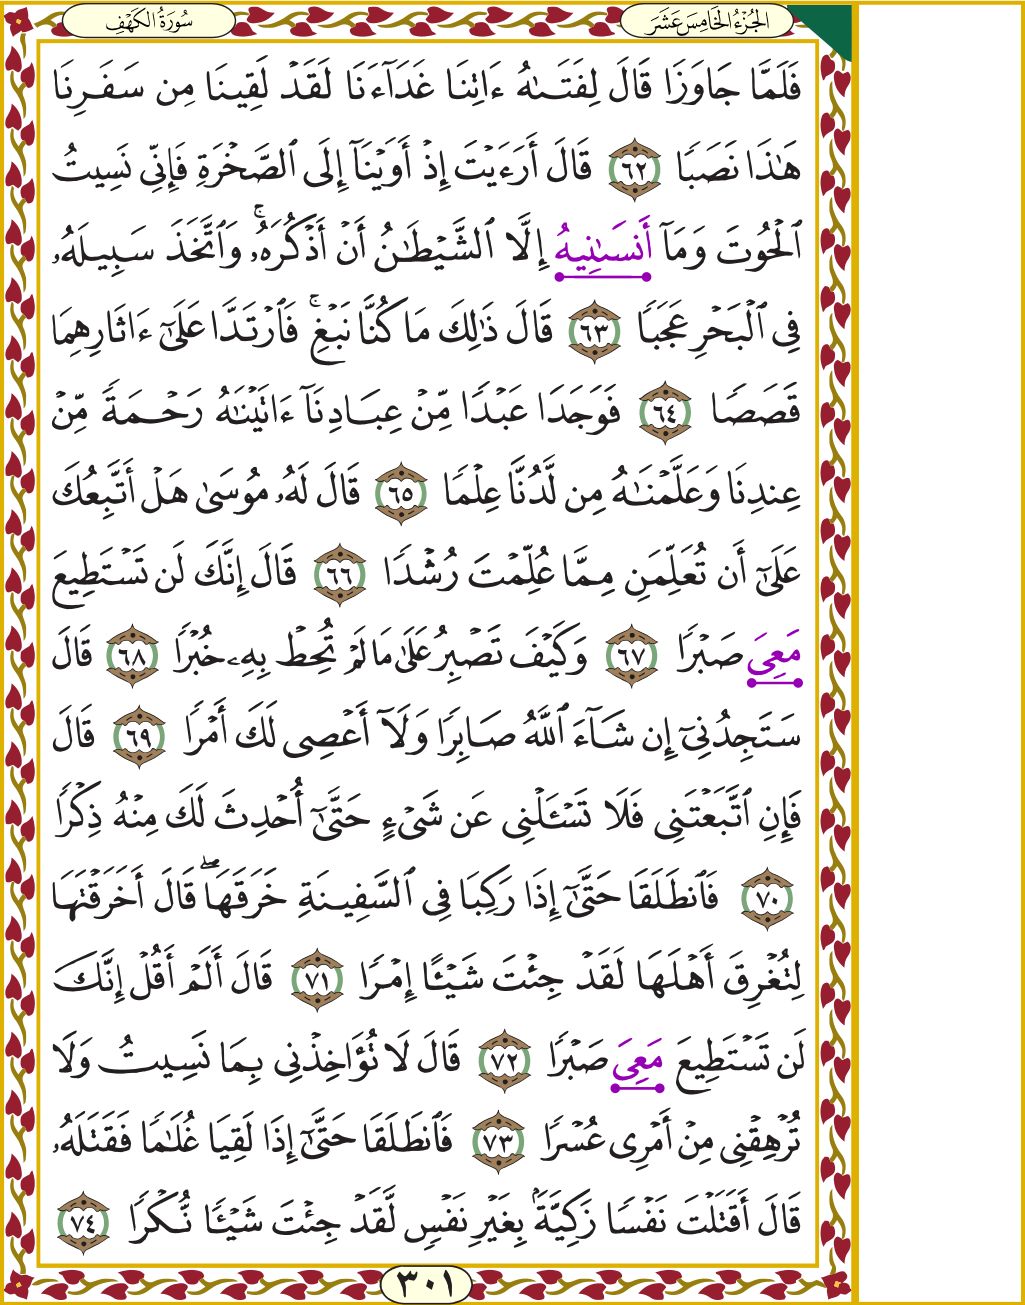 الجُزْءُ الخَامِسَ عَشَرَ
سُورَةُ الكَهْفِ
فَلَمَّا جَاوَزَا قَالَ لِفَتَىٰهُ ءَاتِنَا غَدَآءَنَا لَقَدْ لَقِينَا مِن سَفَرِنَا
هَٰذَا نَصَبٗا ٦٢ قَالَ أَرَءَيْتَ إِذْ أَوَيْنَآ إِلَى ٱلصَّخْرَةِ فَإِنِّي نَسِيتُ
ٱلْحُوتَ وَمَآ أَنسَىٰنِيهُ إِلَّا ٱلشَّيْطَٰنُ أَنْ أَذْكُرَهُۥۚ وَٱتَّخَذَ سَبِيلَهُۥ
فِي ٱلْبَحْرِ عَجَبٗا ٦٣ قَالَ ذَٰلِكَ مَا كُنَّا نَبْغِۚ فَٱرْتَدَّا عَلَىٰٓ ءَاثَارِهِمَا
قَصَصٗا ٦٤ فَوَجَدَا عَبْدٗا مِّنْ عِبَادِنَآ ءَاتَيْنَٰهُ رَحْمَةٗ مِّنْ
عِندِنَا وَعَلَّمْنَٰهُ مِن لَّدُنَّا عِلْمٗا ٦٥ قَالَ لَهُۥ مُوسَىٰ هَلْ أَتَّبِعُكَ
عَلَىٰٓ أَن تُعَلِّمَنِ مِمَّا عُلِّمْتَ رُشْدٗا ٦٦ قَالَ إِنَّكَ لَن تَسْتَطِيعَ
مَعِيَ صَبْرٗا ٦٧ وَكَيْفَ تَصْبِرُ عَلَىٰ مَا لَمْ تُحِطْ بِهِۦ خُبْرٗا ٦٨ قَالَ
سَتَجِدُنِيٓ إِن شَآءَ ٱللَّهُ صَابِرٗا وَلَآ أَعْصِي لَكَ أَمْرٗا ٦٩ قَالَ
فَإِنِ ٱتَّبَعْتَنِي فَلَا تَسْـَٔلْنِي عَن شَيْءٍ حَتَّىٰٓ أُحْدِثَ لَكَ مِنْهُ ذِكْرٗا
٧٠ فَٱنطَلَقَا حَتَّىٰٓ إِذَا رَكِبَا فِي ٱلسَّفِينَةِ خَرَقَهَاۖ قَالَ أَخَرَقْتَهَا
لِتُغْرِقَ أَهْلَهَا لَقَدْ جِئْتَ شَيْـًٔا إِمْرٗا ٧١ قَالَ أَلَمْ أَقُلْ إِنَّكَ
لَن تَسْتَطِيعَ مَعِيَ صَبْرٗا ٧٢ قَالَ لَا تُؤَاخِذْنِي بِمَا نَسِيتُ وَلَا
تُرْهِقْنِي مِنْ أَمْرِي عُسْرٗا ٧٣ فَٱنطَلَقَا حَتَّىٰٓ إِذَا لَقِيَا غُلَٰمٗا فَقَتَلَهُۥ
قَالَ أَقَتَلْتَ نَفْسٗا زَكِيَّةَۢ بِغَيْرِ نَفْسٖ لَّقَدْ جِئْتَ شَيْـٔٗا نُّكْرٗا ٧٤
٣٠١